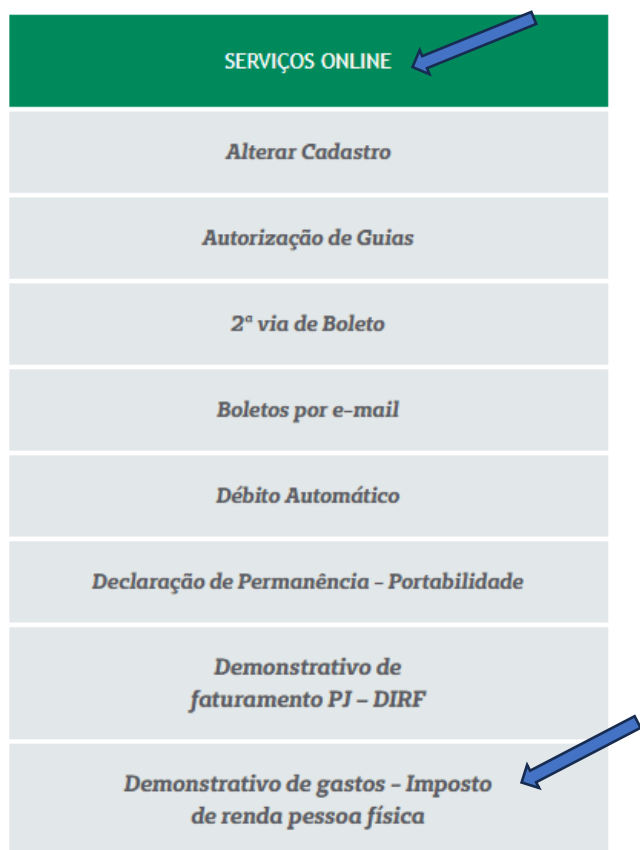 SERVIÇOS ONLINE
Alterar Cadastro
Autorização de Guias
2ª via de Boleto
Boletos por e-mail
Débito Automático
Declaração de Permanência - Portabilidade
Demonstrativo de
faturamento PJ – DIRF
Demonstrativo de gastos - Imposto
de renda pessoa física